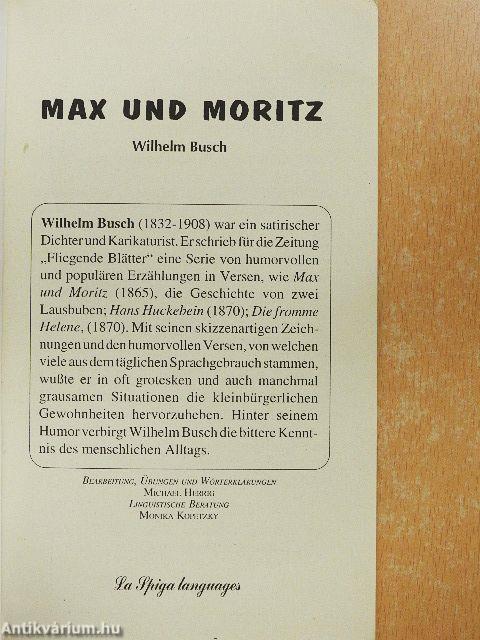 MAX UND MORITZ
Wilhelm Busch
Wilhelm Busch (1832-1908) war ein satirischer
Dichter und Karikaturist. Er schrieb für die Zeitung
„Fliegende Blätter“ eine Serie von humorvollen
und populären Erzählungen in Versen, wie Max
und Moritz (1865), die Geschichte von zwei
Lausbuben; Hans Huckebein (1870); Die fromme
Helene, (1870). Mit seinen skizzenartigen Zeich-
nungen und den humorvollen Versen, von welchen
viele aus dem täglichen Sprachgebrauch stammen,
wußte er in oft grotesken und auch manchmal
grausamen Situationen die kleinbürgerlichen
Gewohnheiten hervorzuheben. Hinter seinem
Humor verbirgt Wilhelm Busch die bittere Kennt-
nis des menschlichen Alltags.
BEARBEITUNG, ÜBUNGEN UND WÖRTERKLÄRUNGEN
MICHAEL HERRIG
LINGUISTISCHE BERATUNG
MONIKA KOPETZKY
La Spiga languages
Antikvárium.hu